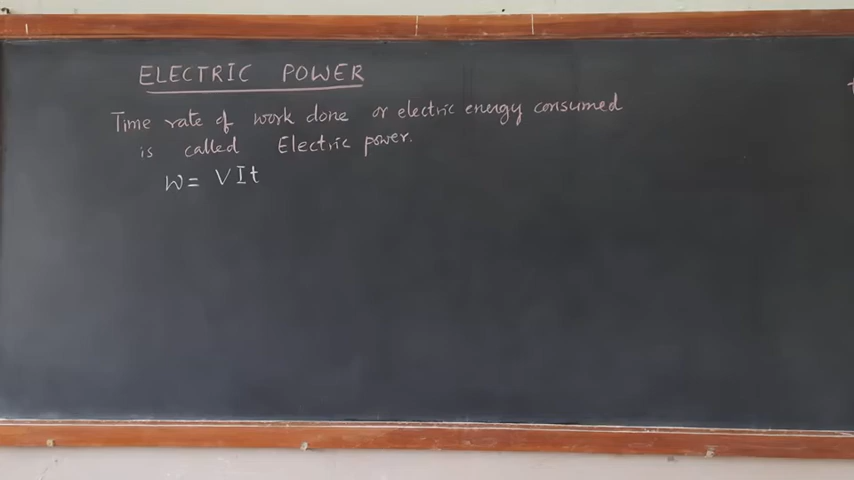 ELECTRIC POWER
Time rate of work done or electric energy consumed
is called Electric power.
W = VIt